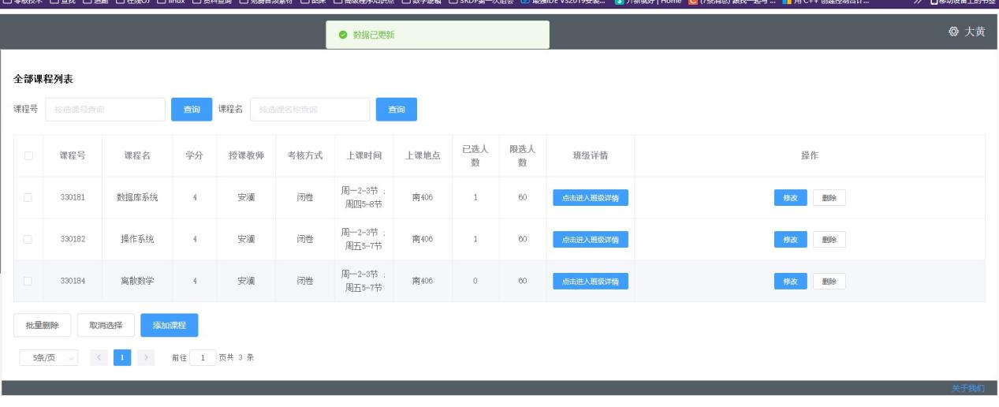 数据已更新
大黄
全部课程列表
课程号 按选课号查询 查询 课程名 按选课名称查询 查询
课程号 课程名 学分 授课教师 考核方式 上课时间 上课地点 已选人数 限选人数 班级详情 操作
330181 数据库系统 4 安澜 闭卷 周一2-3节 ; 周四5-8节 南406 1 60 点击进入班级详情 修改 删除
330182 操作系统 4 安澜 闭卷 周一2-3节 ; 周五5-7节 南406 1 60 点击进入班级详情 修改 删除
330184 离散数学 4 安澜 闭卷 周一2-3节 ; 周五5-7节 南406 0 60 点击进入班级详情 修改 删除
批量删除 取消选择 添加课程
5条/页 1 前往 1 页共 3 条
关于我们